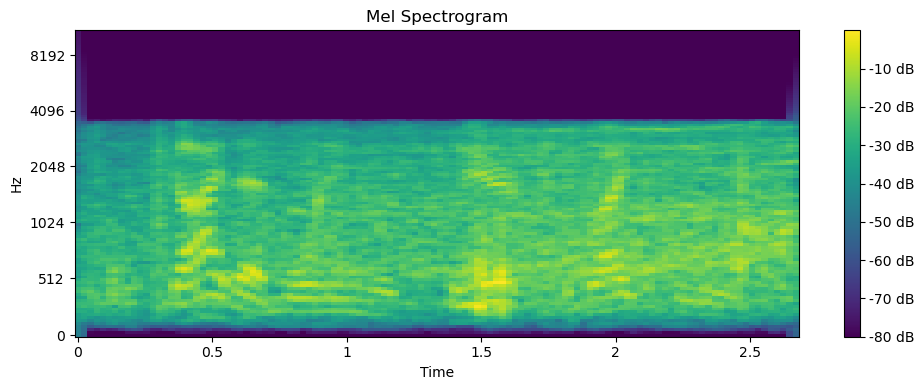 Mel Spectrogram
8192
4096
2048
1024
512
0
Hz
0
0.5
1
1.5
2
2.5
Time
-10 dB
-20 dB
-30 dB
-40 dB
-50 dB
-60 dB
-70 dB
-80 dB